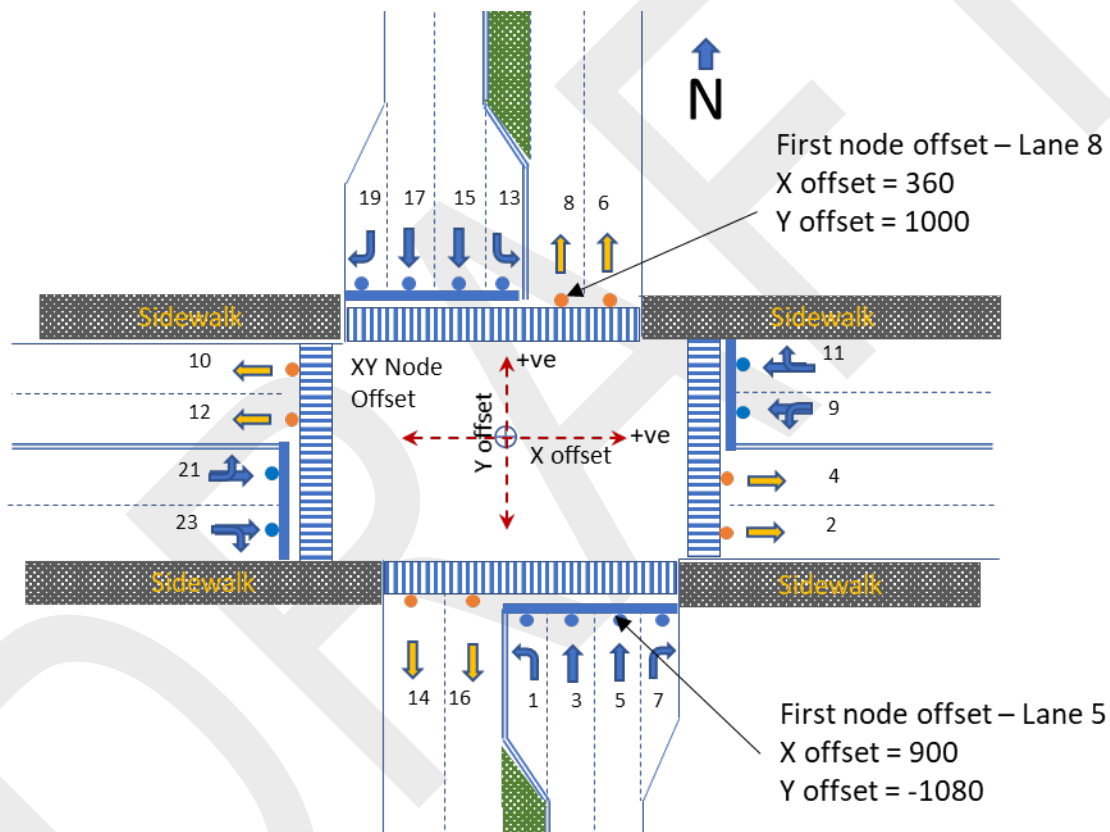 N
First node offset – Lane 8
X offset = 360
Y offset = 1000
19
17
15
13
8
6
Sidewalk
Sidewalk
10
XY Node
Offset
+ve
11
12
Y offset
+ve
X offset
9
21
4
23
2
Sidewalk
Sidewalk
14
16
1
3
5
7
First node offset – Lane 5
X offset = 900
Y offset = -1080
DRAFT